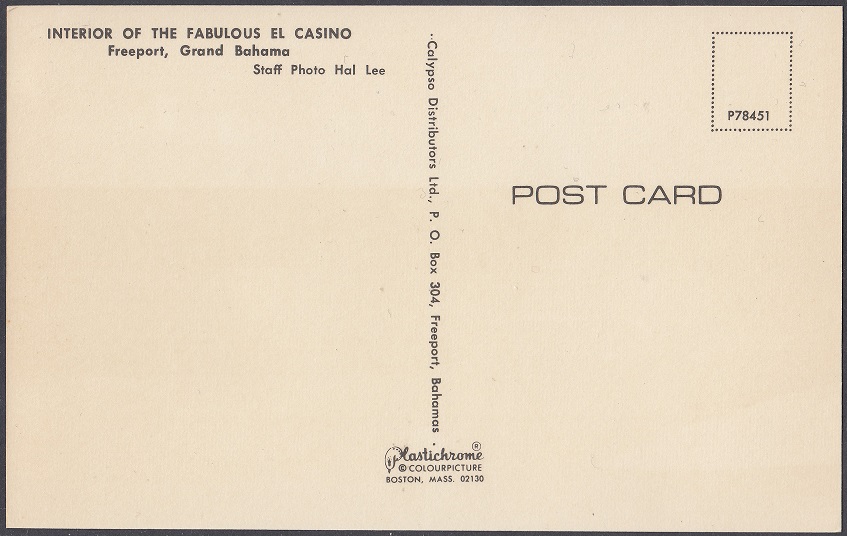 INTERIOR OF THE FABULOUS EL CASINO
Freeport, Grand Bahama
Staff Photo Hal Lee
Calypso Distributors Ltd., P. O. Box 304, Freeport, Bahamas.
Plastichrome ®
© COLOURPICTURE
BOSTON, MASS. 02130
P78451
POST CARD